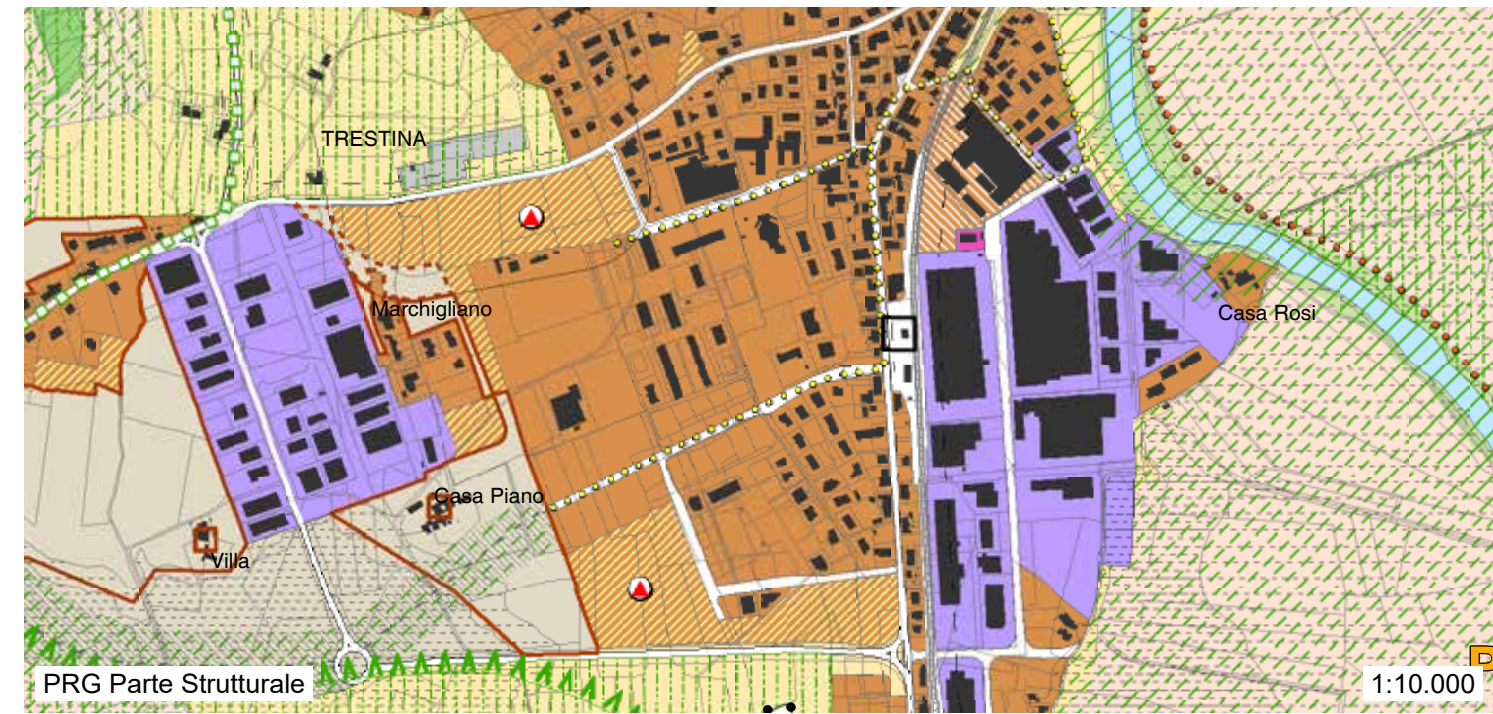 TRESTINA
Marchigliano
Casa Rosi
Casa Piano
Villa
PRG Parte Strutturale
1:10.000